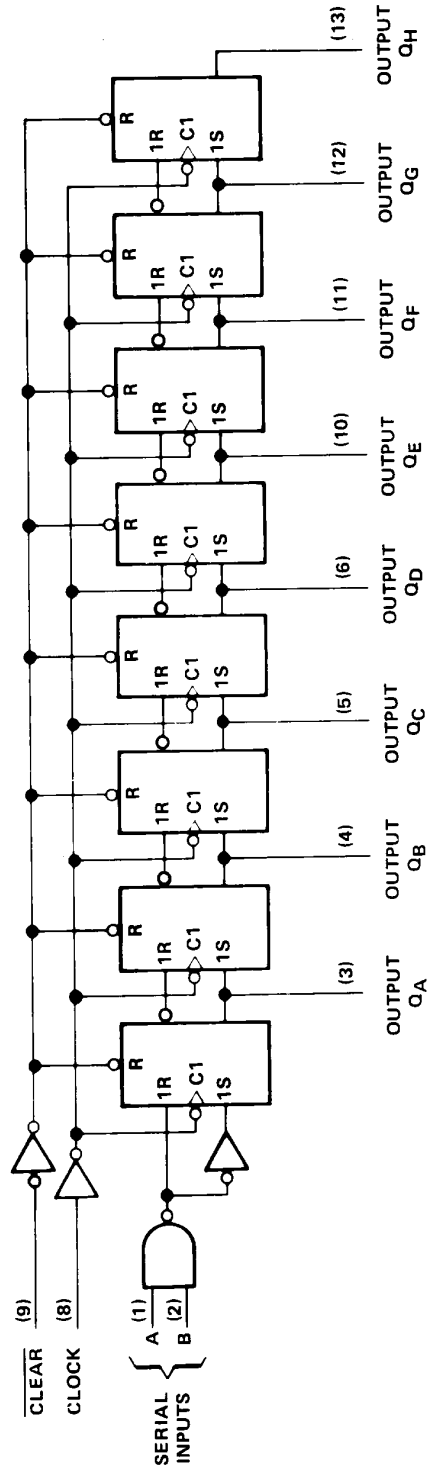 CLEAR (9)
CLOCK (8)
SERIAL INPUTS
A (1)
B (2)
R
1R
C1
1S
R
1R
C1
1S
R
1R
C1
1S
R
1R
C1
1S
R
1R
C1
1S
R
1R
C1
1S
R
1R
C1
1S
R
1R
C1
1S
(3)
OUTPUT
QA
(4)
OUTPUT
QB
(5)
OUTPUT
QC
(6)
OUTPUT
QD
(10)
OUTPUT
QE
(11)
OUTPUT
QF
(12)
OUTPUT
QG
(13)
OUTPUT
QH